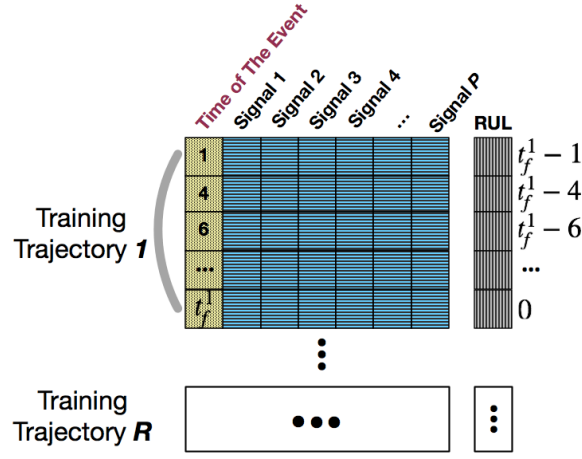 Time of The Event
Signal 1
Signal 2
Signal 3
Signal 4
...
Signal P
RUL
1
t_f^1 − 1
4
t_f^1 − 4
6
t_f^1 − 6
...
...
t_f^1
0
Training
Trajectory 1
...
Training
Trajectory R
...
...